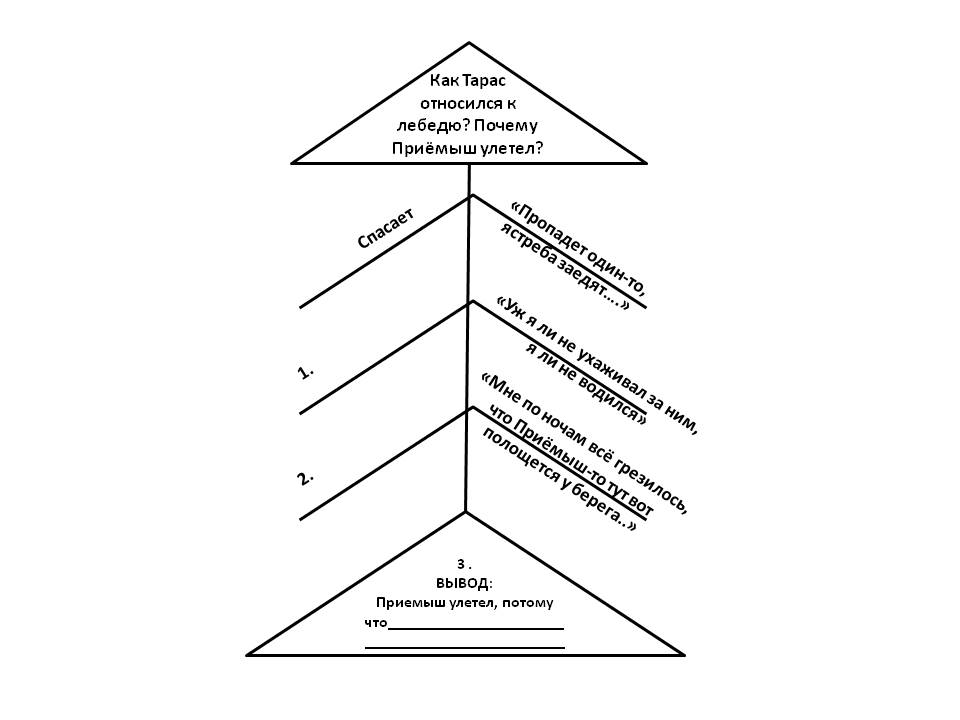 Как Тарас
относился к
лебедю? Почему
Приёмыш улетел?
Спасает
«Пропадет один-то,
ястреба заедят….»
1.
«Уж я ли не ухаживал за ним,
я ли не водился»
2.
«Мне по ночам всё грезилось,
что Приёмыш-то тут вот
полощется у берега..»
3 .
ВЫВОД:
Приемыш улетел, потому
что